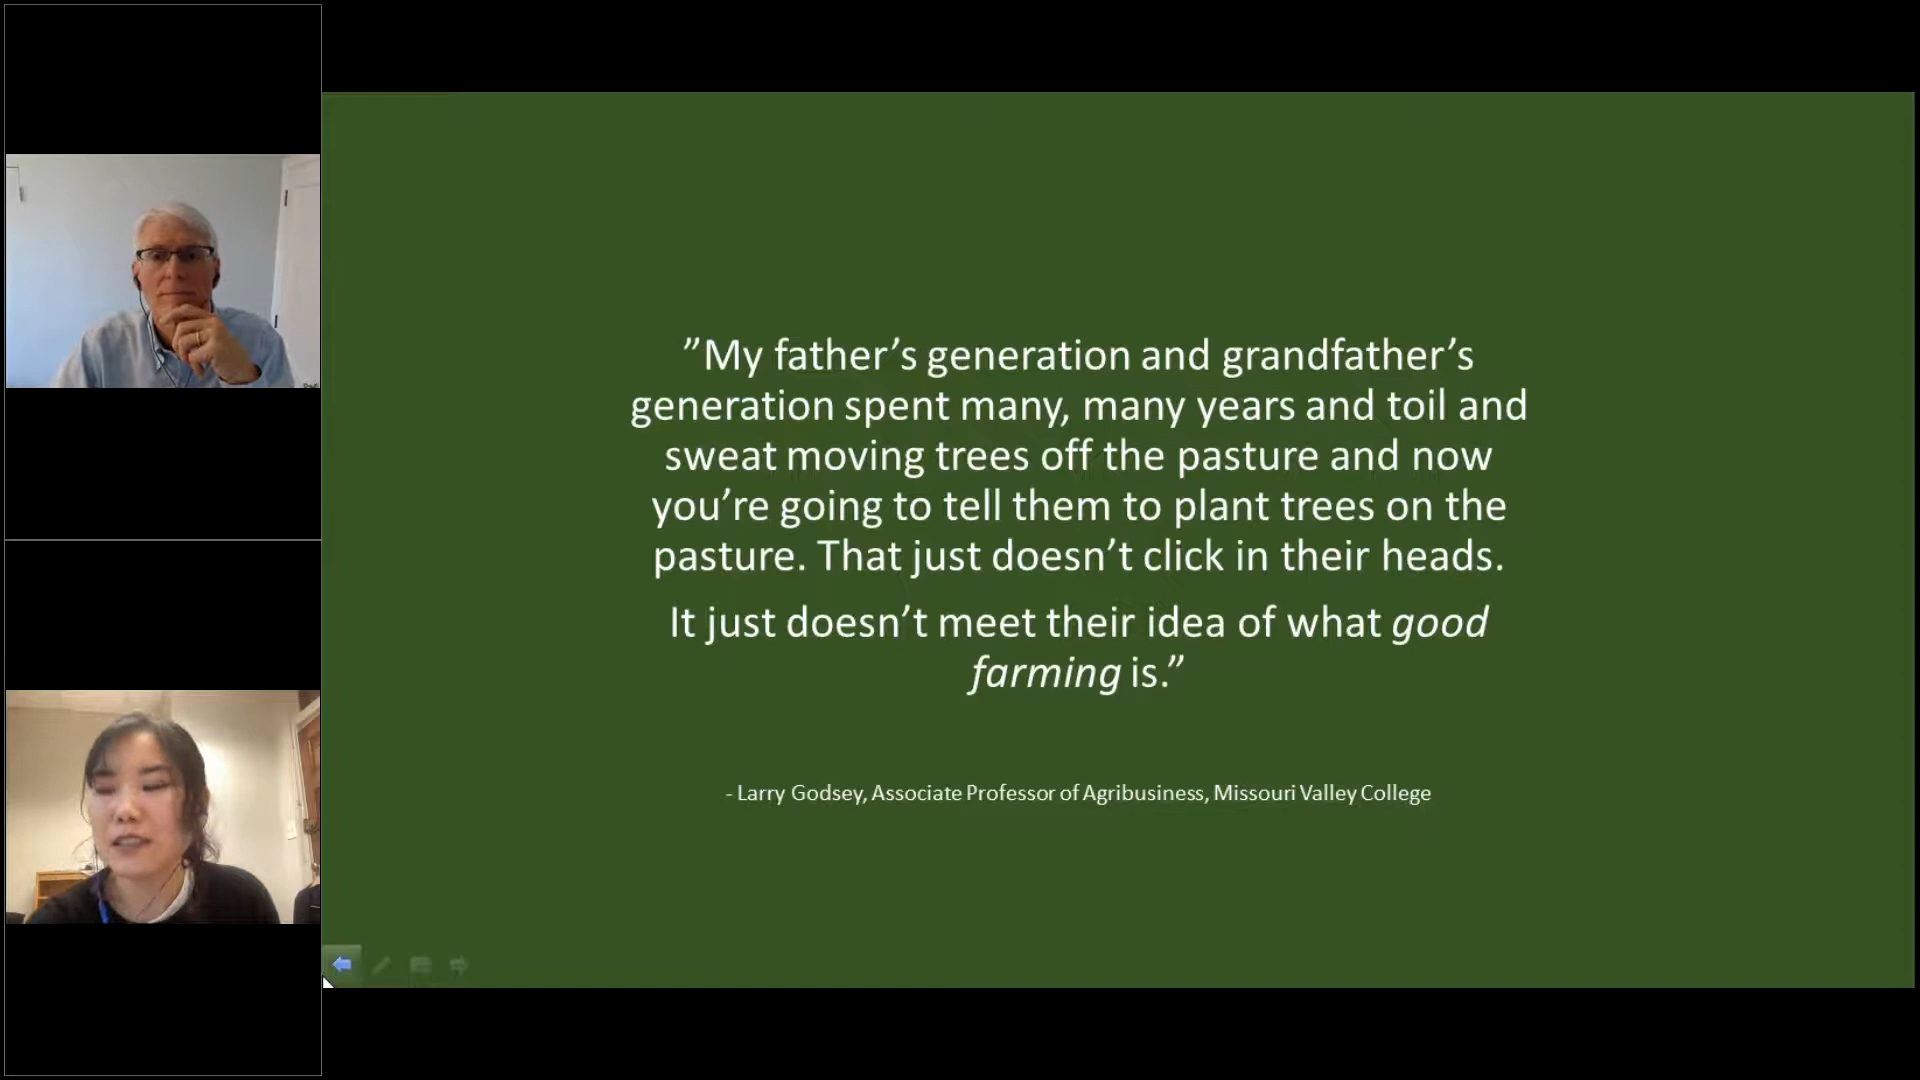 ”My father’s generation and grandfather’s
generation spent many, many years and toil and
sweat moving trees off the pasture and now
you’re going to tell them to plant trees on the
pasture. That just doesn’t click in their heads.
It just doesn’t meet their idea of what good
farming is.”
- Larry Godsey, Associate Professor of Agribusiness, Missouri Valley College